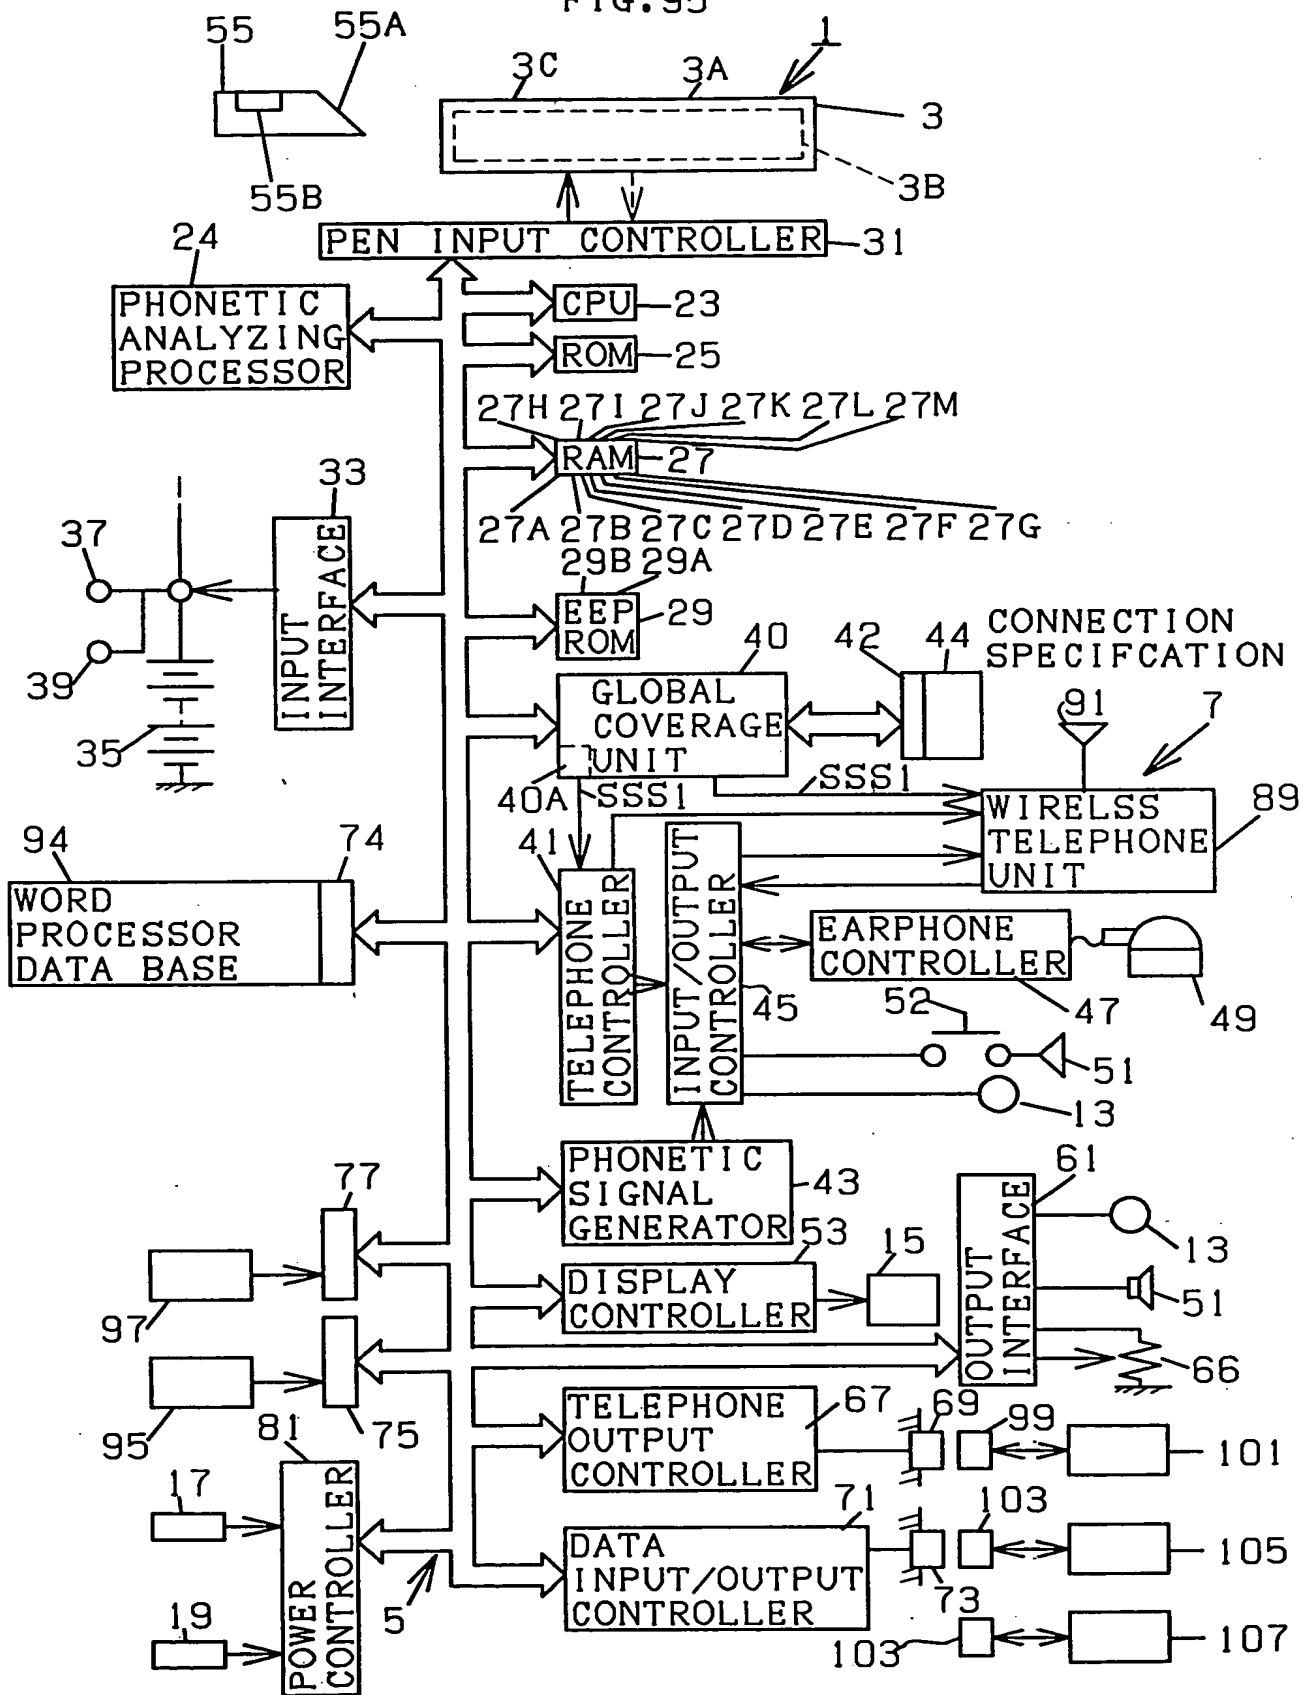 FIG.95
55 55A 1
3C 3A
3
3B
55B
24
PEN INPUT CONTROLLER 31
PHONETIC
ANALYZING
PROCESSOR
CPU 23
ROM 25
27H 27I 27J 27K 27L 27M
RAM 27
27A 27B 27C 27D 27E 27F 27G
33
37
39
35
INPUT
INTERFACE
29B 29A
EEP
ROM
29
40 42 44
CONNECTION
SPECIFCATION
GLOBAL
COVERAGE
UNIT
91 7
40A SSS1 SSS1
WIRELSS
TELEPHONE
UNIT
89
94 74
WORD
PROCESSOR
DATA BASE
41
TELEPHONE
CONTROLLER
INPUT/OUTPUT
CONTROLLER
45
EARPHONE
CONTROLLER
47 49
52
51
13
PHONETIC
SIGNAL
GENERATOR
43
61
OUTPUT
INTERFACE
13
51
66
77
97
53 15
DISPLAY
CONTROLLER
95 75
TELEPHONE
OUTPUT
CONTROLLER
67 69 99
101
81
17
19
POWER
CONTROLLER
5
DATA
INPUT/OUTPUT
CONTROLLER
71 103
73
105
103
107